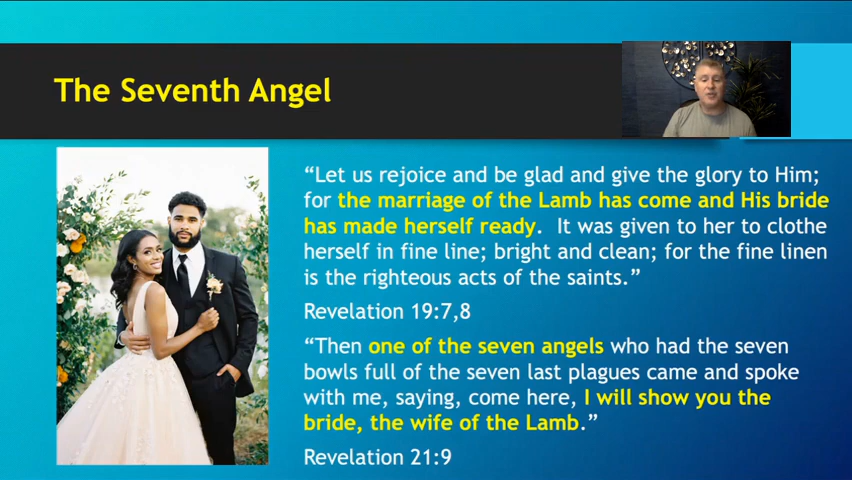 The Seventh Angel
“Let us rejoice and be glad and give the glory to Him;
for the marriage of the Lamb has come and His bride
has made herself ready.  It was given to her to clothe
herself in fine line; bright and clean; for the fine linen
is the righteous acts of the saints.”
Revelation 19:7,8
“Then one of the seven angels who had the seven
bowls full of the seven last plagues came and spoke
with me, saying, come here, I will show you the
bride, the wife of the Lamb.”
Revelation 21:9